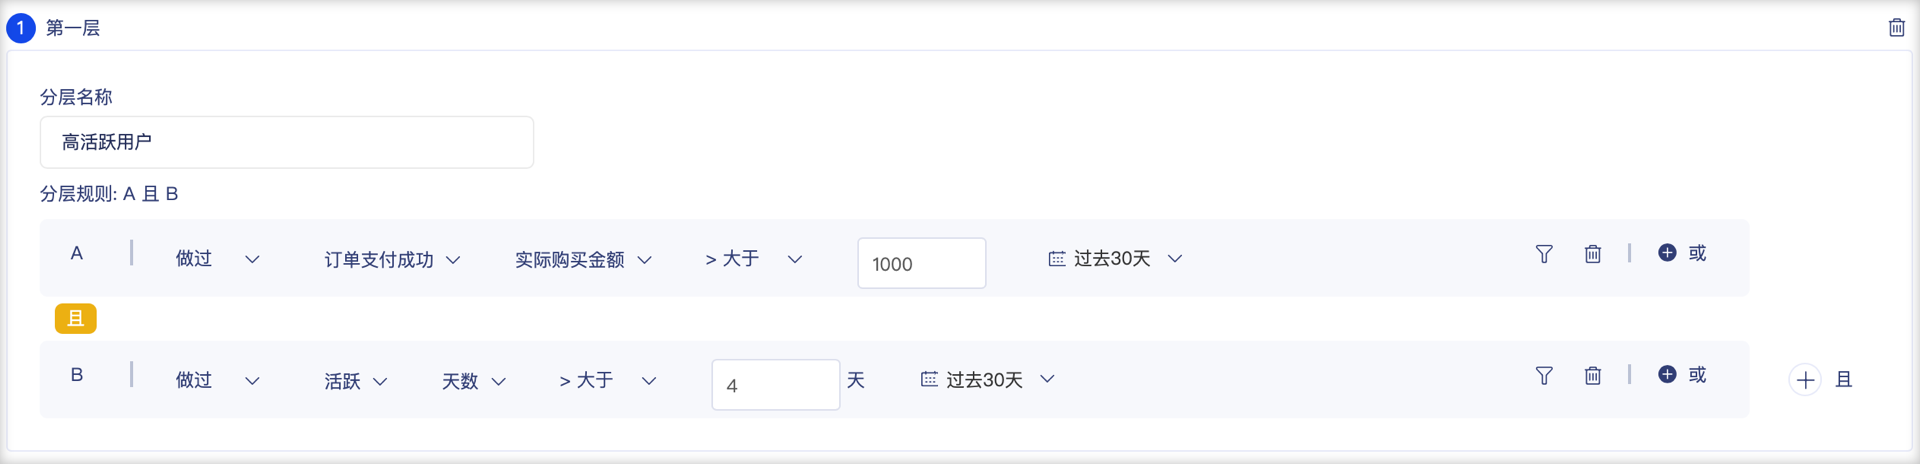 1 第一层
分层名称
高活跃用户
分层规则: A 且 B
A 做过 订单支付成功 实际购买金额 > 大于 1000 过去30天 或
且
B 做过 活跃 天数 > 大于 4 天 过去30天 或 且